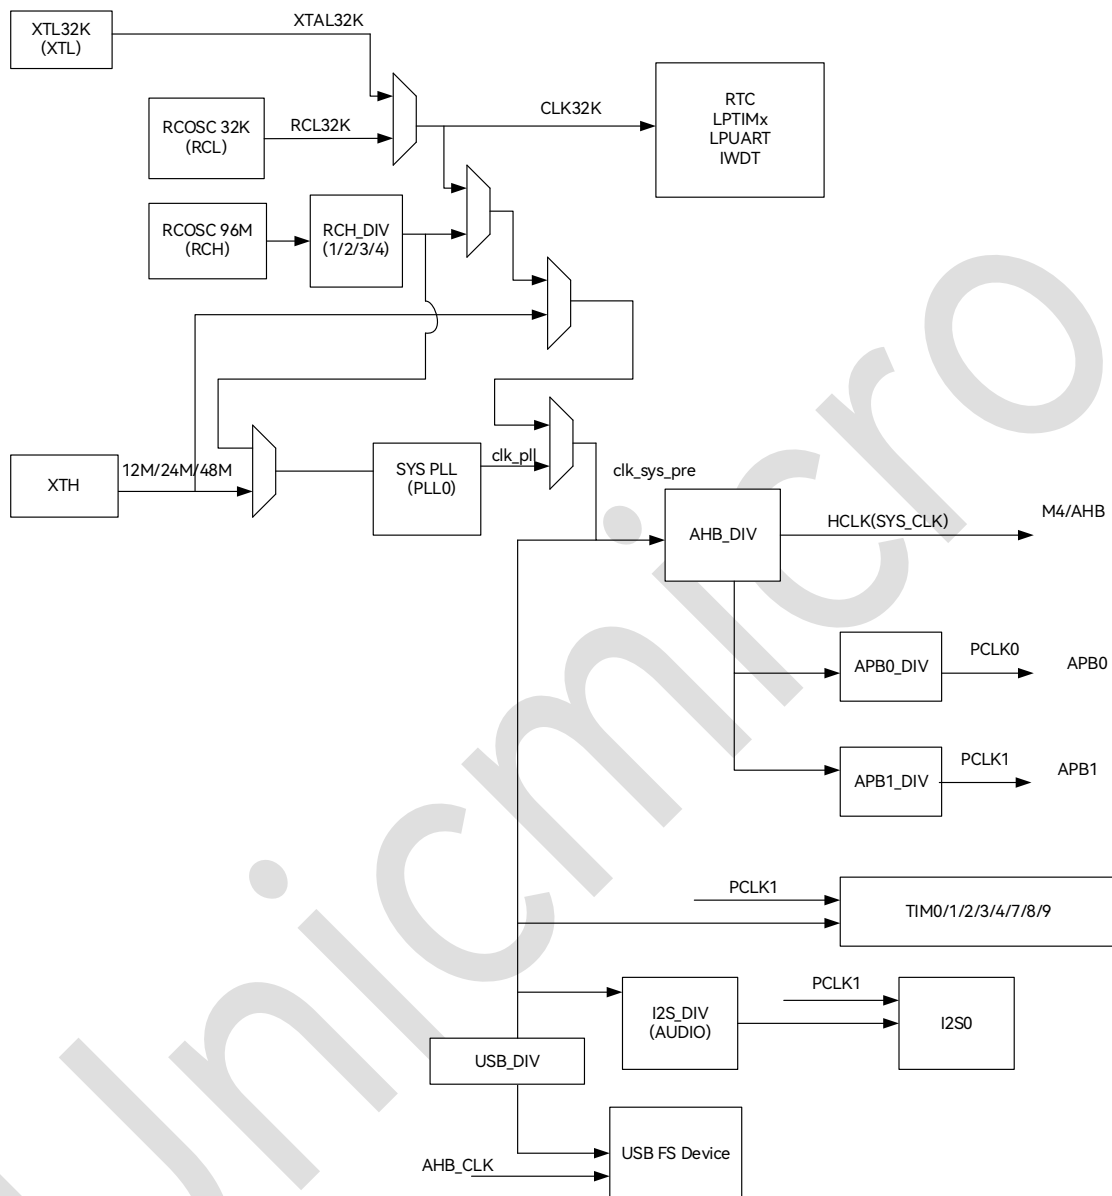 XTL32K
(XTL)
XTAL32K
RCOSC 32K
(RCL)
RCL32K
CLK32K
RTC
LPTIMx
LPUART
IWDT
RCOSC 96M
(RCH)
RCH_DIV
(1/2/3/4)
XTH
12M/24M/48M
SYS PLL
(PLL0)
clk_pll
clk_sys_pre
AHB_DIV
HCLK(SYS_CLK)
M4/AHB
APB0_DIV
PCLK0
APB0
APB1_DIV
PCLK1
APB1
PCLK1
TIM0/1/2/3/4/7/8/9
I2S_DIV
(AUDIO)
PCLK1
I2S0
USB_DIV
AHB_CLK
USB FS Device
Unicmicro